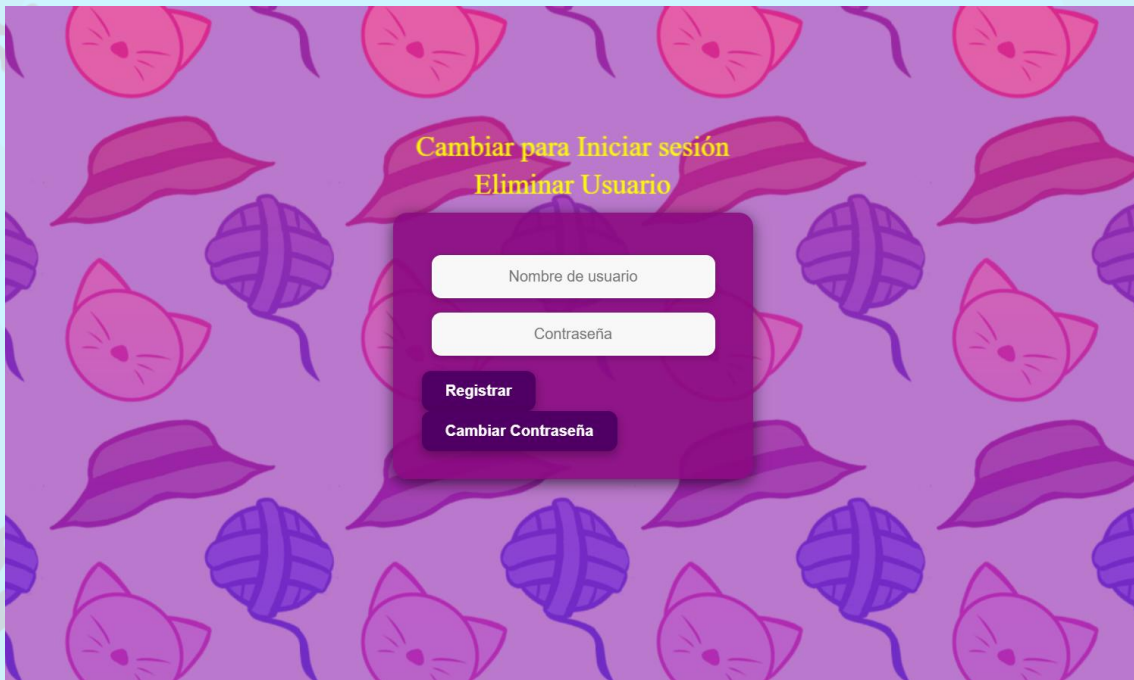 Cambiar para Iniciar sesión
Eliminar Usuario
Nombre de usuario
Contraseña
Registrar
Cambiar Contraseña